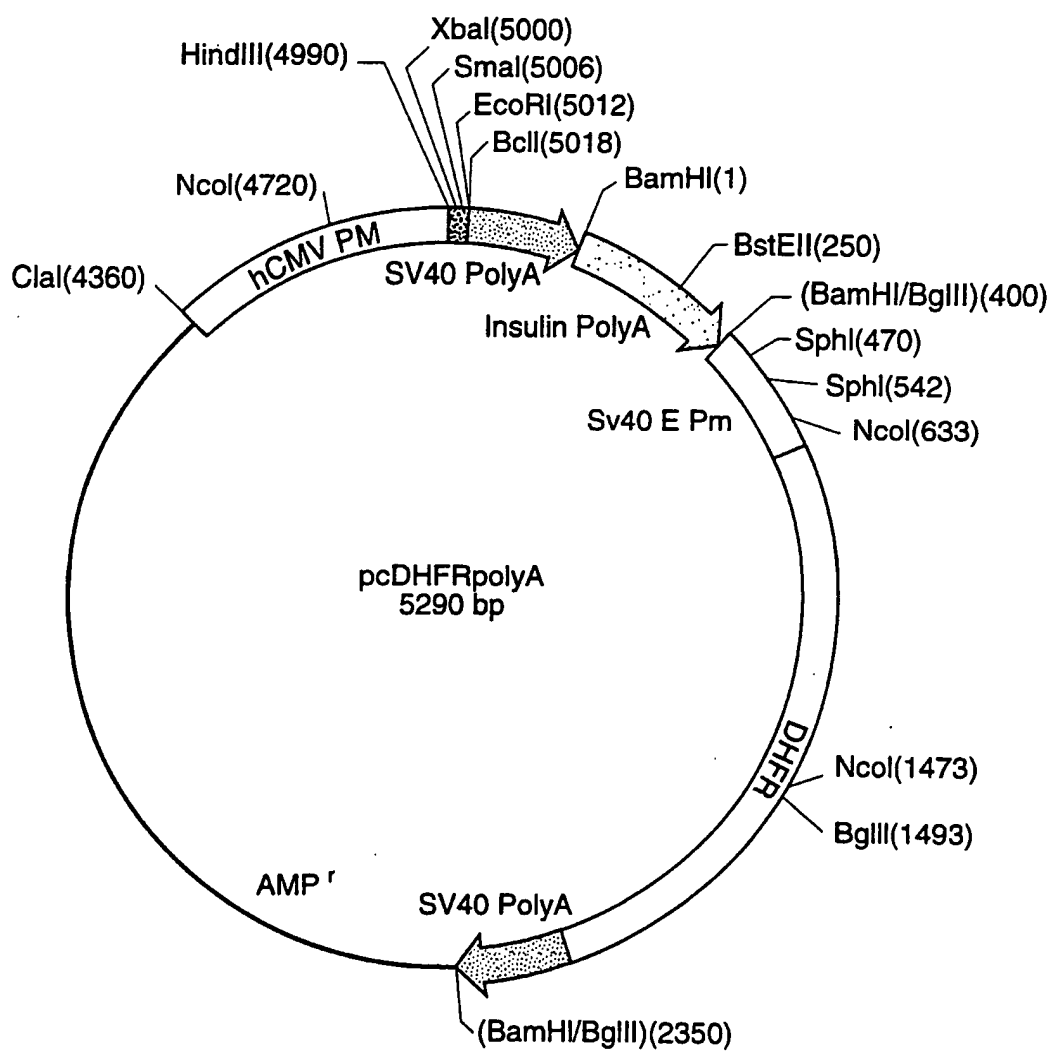 XbaI(5000)
HindIII(4990)
SmaI(5006)
EcoRI(5012)
BclI(5018)
NcoI(4720)
BamHI(1)
hCMV PM
BstEII(250)
ClaI(4360)
SV40 PolyA
(BamHI/BglII)(400)
Insulin PolyA
SphI(470)
SphI(542)
Sv40 E Pm
NcoI(633)
pcDHFRpolyA
5290 bp
DHFR
NcoI(1473)
BglII(1493)
AMP r
SV40 PolyA
(BamHI/BglII)(2350)